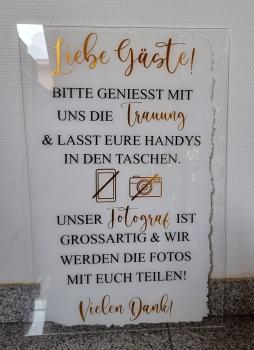 Liebe Gäste!
BITTE GENIESST MIT
UNS DIE Trauung
& LASST EURE HANDYS
IN DEN TASCHEN.
UNSER Fotograf IST
GROSSARTIG & WIR
WERDEN DIE FOTOS
MIT EUCH TEILEN!
Vielen Dank!